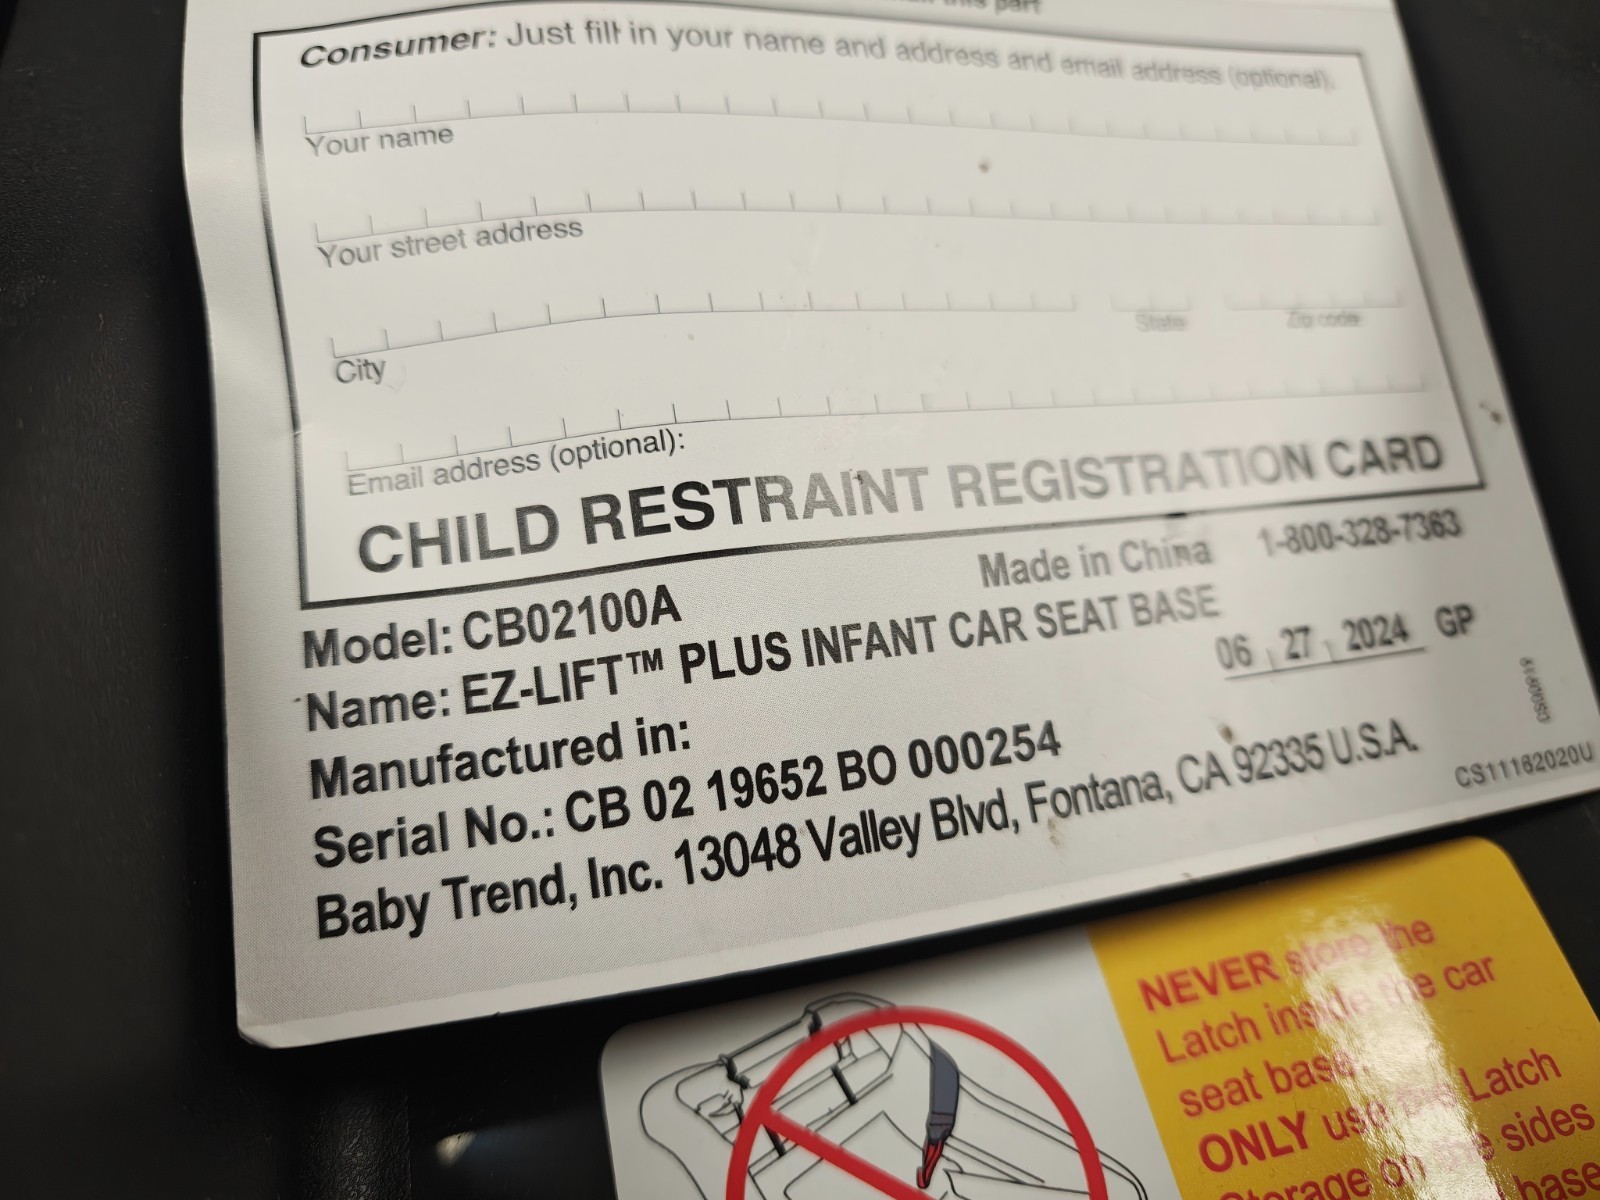 this part
Consumer: Just fill in your name and address and email address (optional).
Your name
Your street address
City State Zip code
Email address (optional):
CHILD RESTRAINT REGISTRATION CARD
Model: CB02100A Made in China 1-800-328-7363
Name: EZ-LIFT™ PLUS INFANT CAR SEAT BASE
Manufactured in: 06 27 2024 GP
Serial No.: CB 02 19652 BO 000254
Baby Trend, Inc. 13048 Valley Blvd, Fontana, CA 92335 U.S.A.
CS11162020U
NEVER store the
Latch inside the car
seat base.
ONLY use Latch
Storage on the sides
base